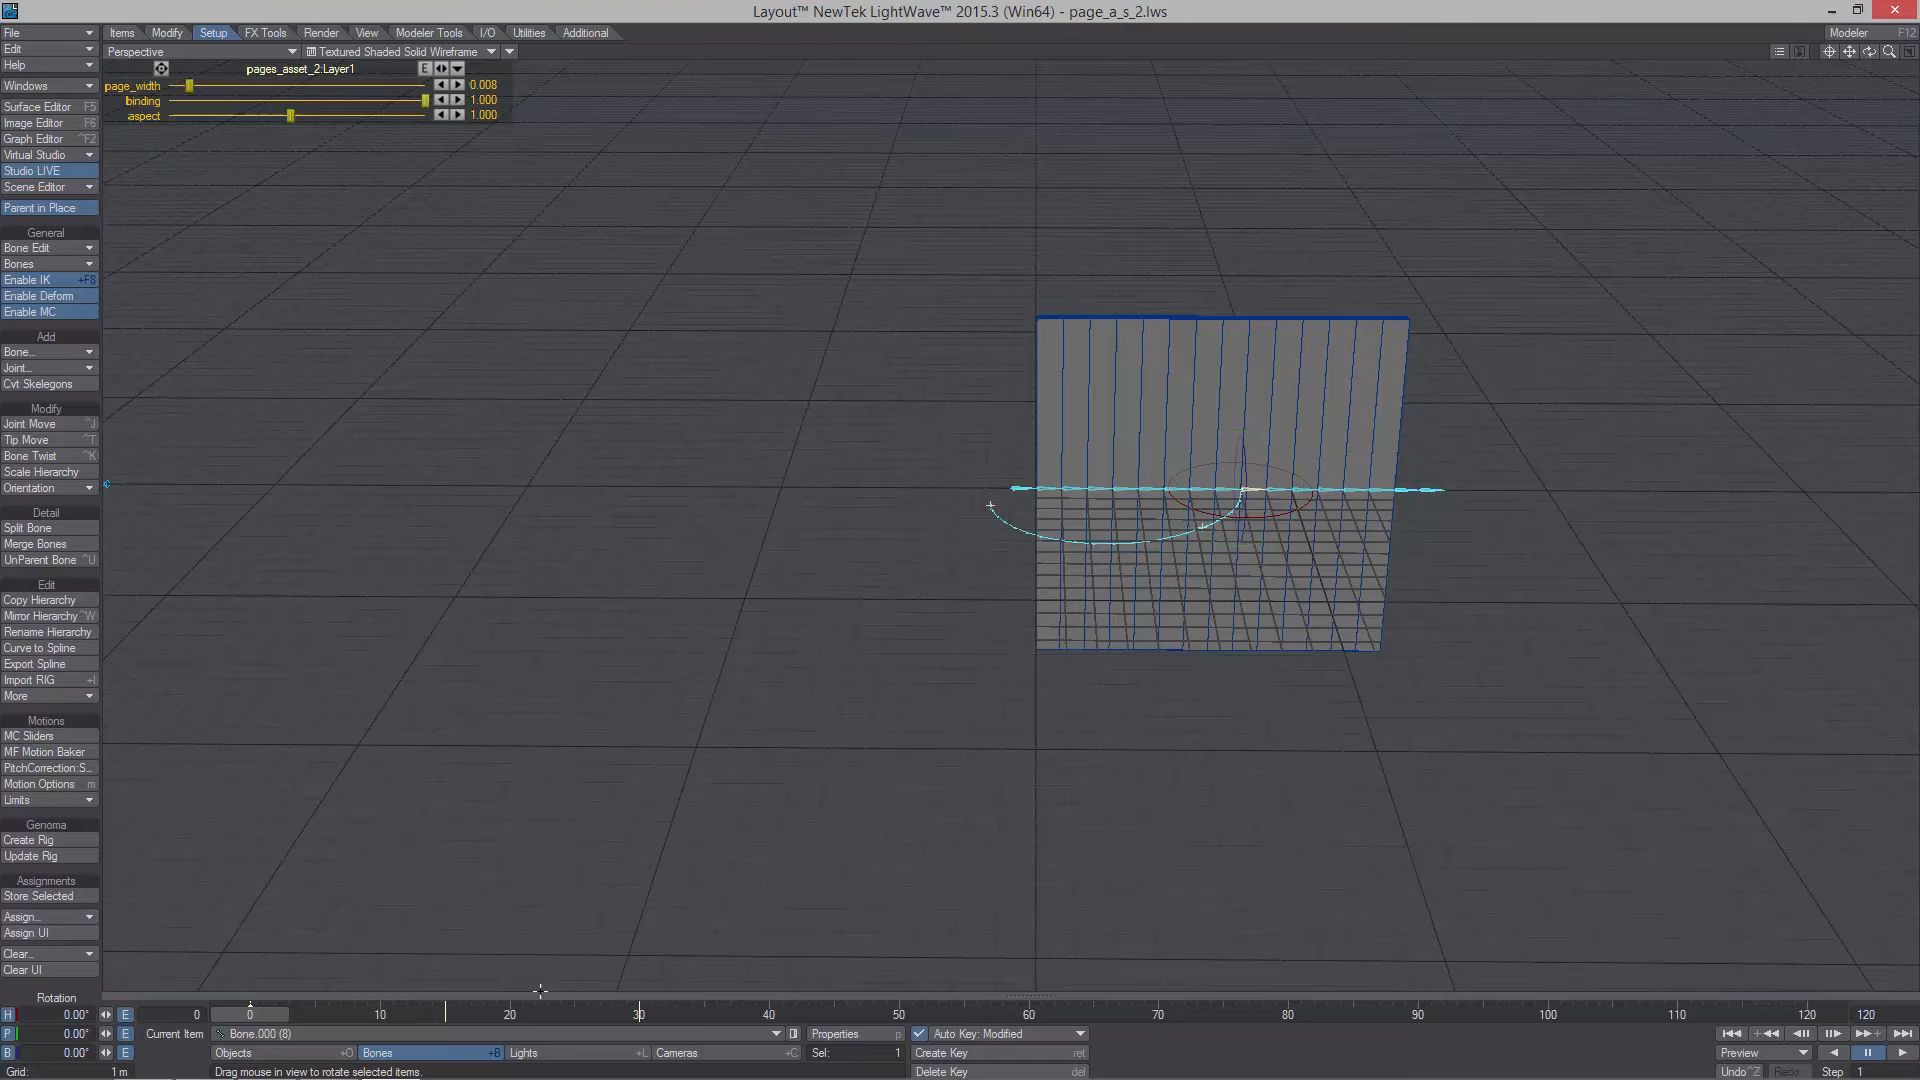 Layout™ NewTek LightWave™ 2015.3 (Win64) - page_a_s_2.lws
File
Items Modify Setup FX Tools Render View Modeler Tools I/O Utilities Additional
Modeler F12
Edit
Perspective
Textured Shaded Solid Wireframe
Help
pages_asset_2:Layer1 E
Windows
page_width 0.008
binding 1.000
aspect 1.000
Surface Editor F5
Image Editor F6
Graph Editor ^F2
Virtual Studio
Studio LIVE
Scene Editor
Parent in Place
General
Bone Edit
Bones
Enable IK +F8
Enable Deform
Enable MC
Add
Bone...
Joint...
Cvt Skelegons
Modify
Joint Move ^J
Tip Move ^T
Bone Twist ^K
Scale Hierarchy
Orientation
Detail
Split Bone
Merge Bones
UnParent Bone ^U
Edit
Copy Hierarchy
Mirror Hierarchy ^W
Rename Hierarchy
Curve to Spline
Export Spline
Import RIG +I
More
Motions
MC Sliders
MF Motion Baker
PitchCorrection:S...
Motion Options m
Limits
Genoma
Create Rig
Update Rig
Assignments
Store Selected
Assign...
Assign UI
Clear...
Clear UI
Rotation
H 0.00° E 0 0 10 20 30 40 50 60 70 80 90 100 110 120 120
P 0.00° E Current Item Bone.000 (8) Properties p Auto Key: Modified
B 0.00° E Objects +O Bones +B Lights +L Cameras +C Sel: 1 Create Key ret Preview
Grid: 1 m Drag mouse in view to rotate selected items. Delete Key del Undo ^Z Redo Step 1